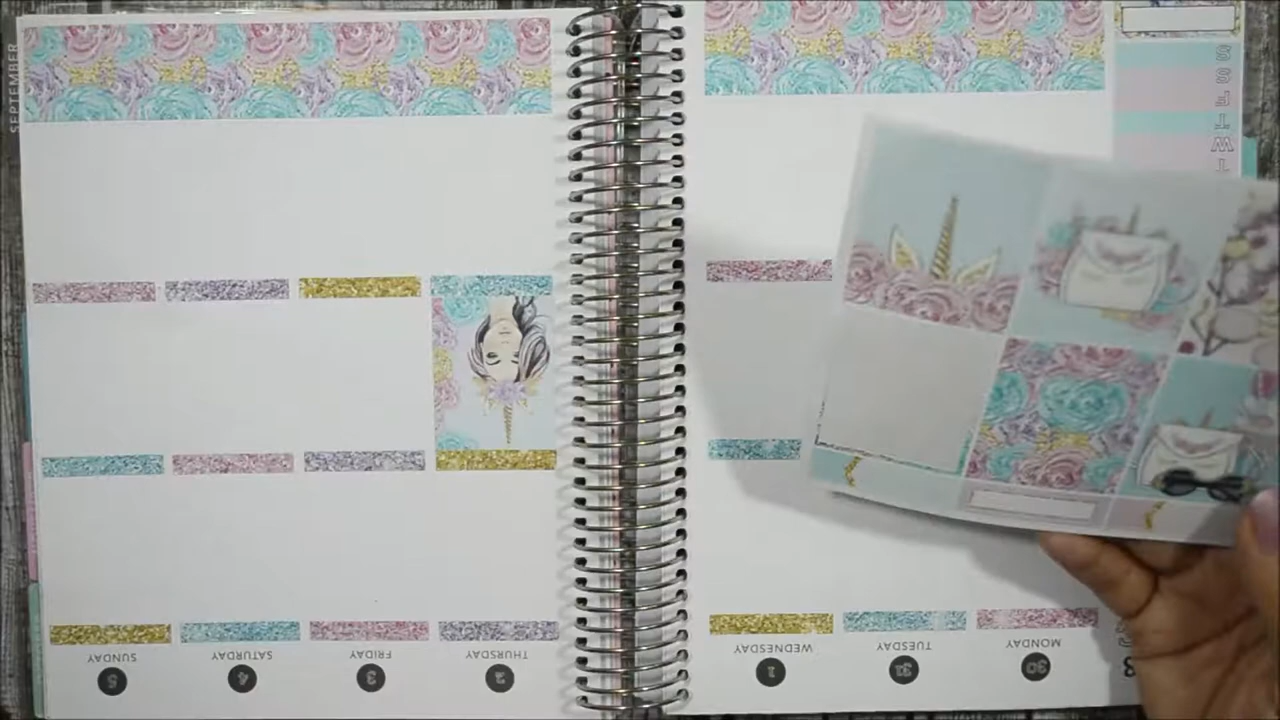 MONDAY
30
TUESDAY
31
WEDNESDAY
1
THURSDAY
2
FRIDAY
3
SATURDAY
4
SUNDAY
5
T
W
T
F
S
S
SEPTEMBER